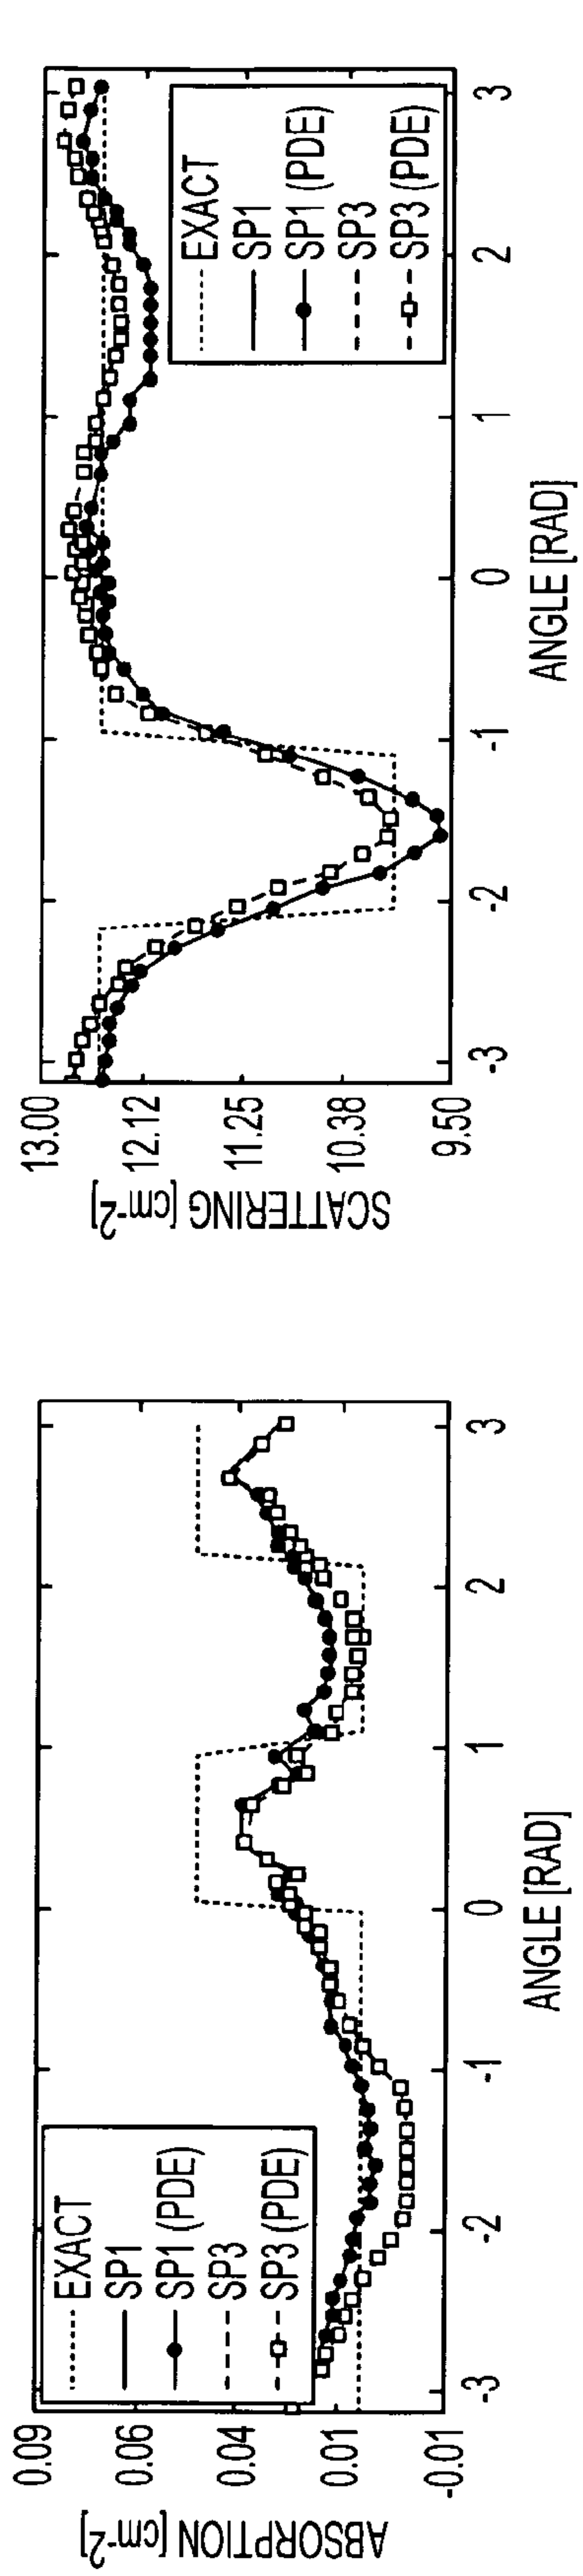 0.09
0.06
0.04
0.01
-0.01
ABSORPTION [cm-2]
EXACT
SP1
SP1 (PDE)
SP3
SP3 (PDE)
-3
-2
-1
0
1
2
3
ANGLE [RAD]
13.00
12.12
11.25
10.38
9.50
SCATTERING [cm-2]
EXACT
SP1
SP1 (PDE)
SP3
SP3 (PDE)
-3
-2
-1
0
1
2
3
ANGLE [RAD]